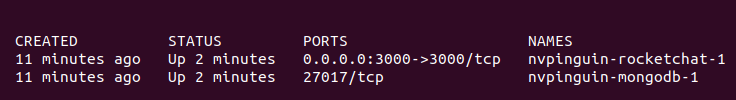 CREATED STATUS PORTS NAMES
11 minutes ago Up 2 minutes 0.0.0.0:3000->3000/tcp nvpinguin-rocketchat-1
11 minutes ago Up 2 minutes 27017/tcp nvpinguin-mongodb-1